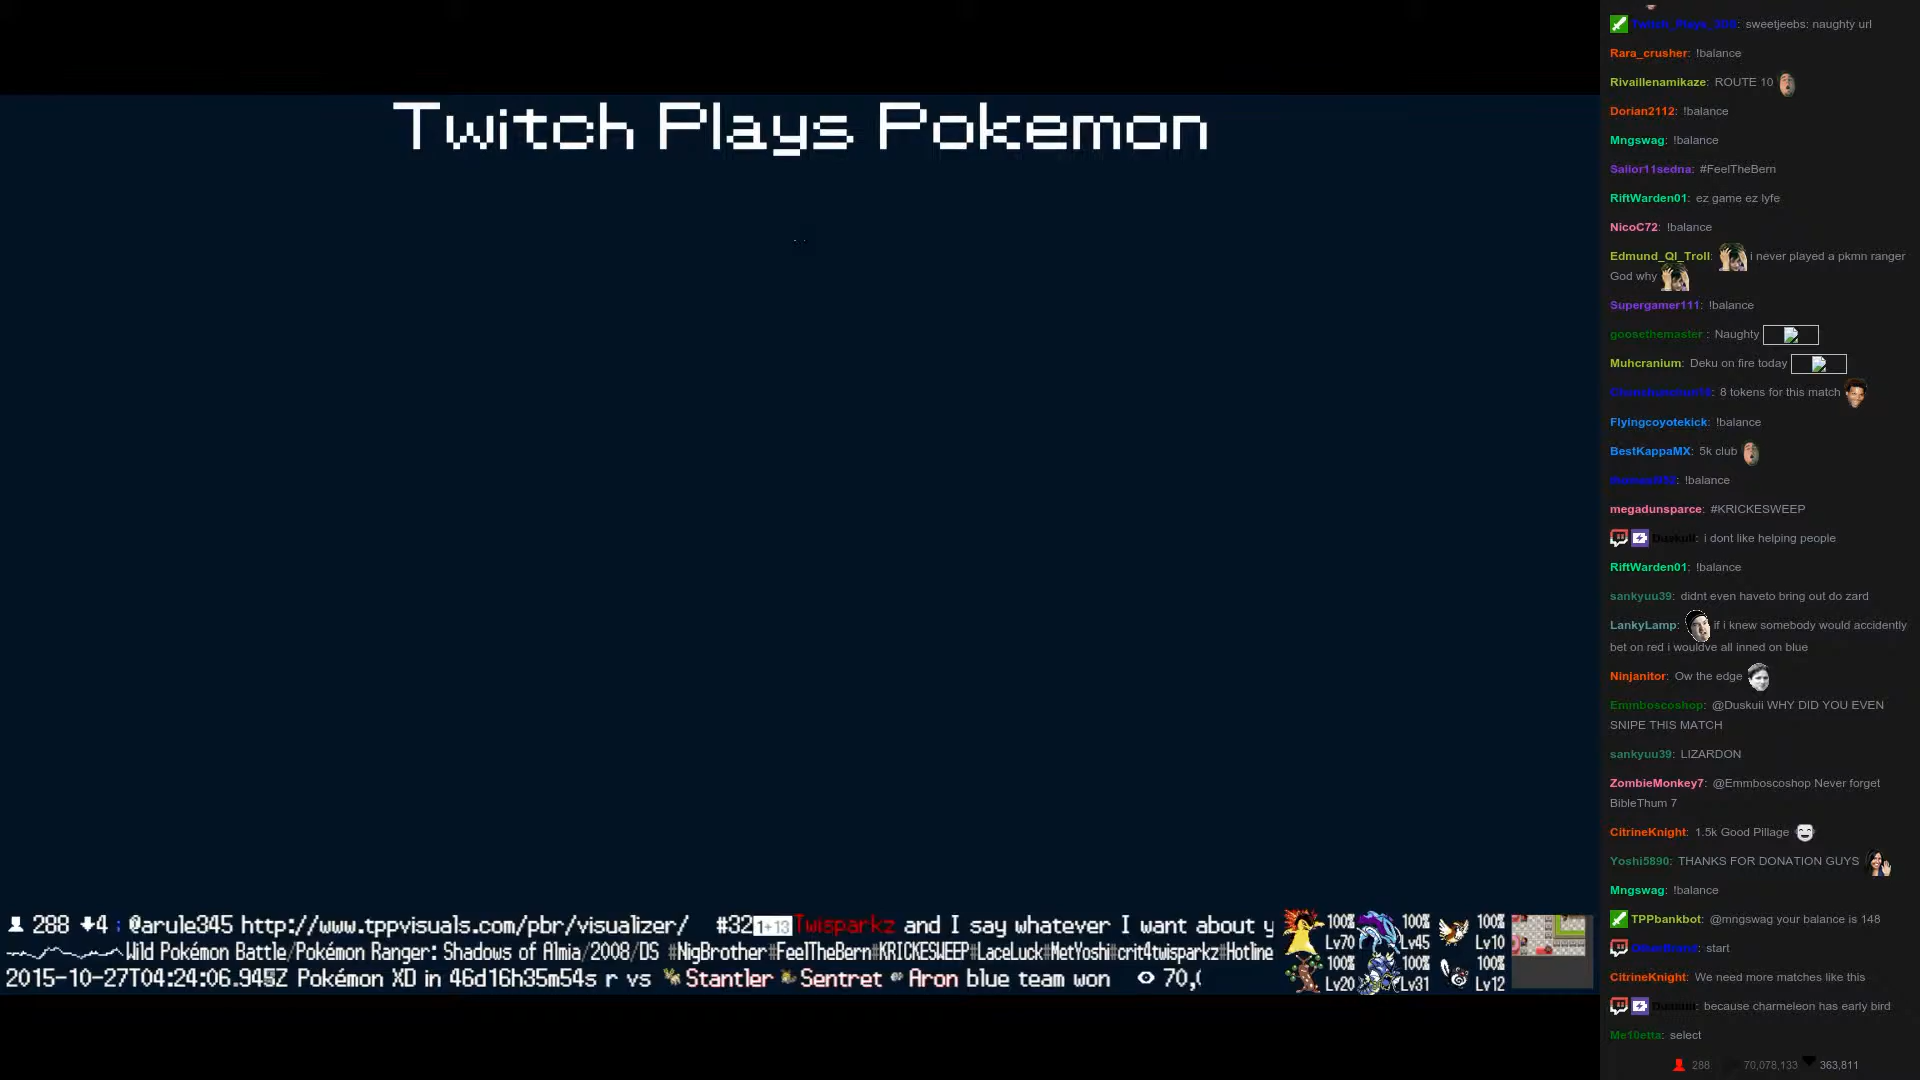 Twitch Plays Pokemon
288 4 : @arule345 http://www.tppvisuals.com/pbr/visualizer/ #32 1+13 Twisparkz and I say whatever I want about y
Wild Pokémon Battle/Pokémon Ranger: Shadows of Almia/2008/DS #NigBrother#FeelTheBern#KRICKESWEEP#LaceLuck#MetYoshi#crit4twisparkz#Hotline
2015-10-27T04:24:06.945Z Pokémon XD in 46d16h35m54s r vs Stantler Sentret Aron blue team won 70,(
100% Lv70 100% Lv45 100% Lv10
100% Lv20 100% Lv31 100% Lv12
Twitch_Plays_3DS: sweetjeebs: naughty url
Rara_crusher: !balance
Rivaillenamikaze: ROUTE 10
Dorian2112: !balance
Mngswag: !balance
Sailor11sedna: #FeelTheBern
RiftWarden01: ez game ez lyfe
NicoC72: !balance
Edmund_Ql_Troll: i never played a pkmn ranger
God why
Supergamer111: !balance
goosethemaster : Naughty
Muhcranium: Deku on fire today
: 8 tokens for this match
Flyingcoyotekick: !balance
BestKappaMX: 5k club
: !balance
megadunsparce: #KRICKESWEEP
Duskuii: i dont like helping people
RiftWarden01: !balance
sankyuu39: didnt even haveto bring out do zard
LankyLamp: if i knew somebody would accidently
bet on red i wouldve all inned on blue
Ninjanitor: Ow the edge
Emmboscoshop: @Duskuii WHY DID YOU EVEN
SNIPE THIS MATCH
sankyuu39: LIZARDON
ZombieMonkey7: @Emmboscoshop Never forget
BibleThum 7
CitrineKnight: 1.5k Good Pillage
Yoshi5890: THANKS FOR DONATION GUYS
Mngswag: !balance
TPPbankbot: @mngswag your balance is 148
: start
CitrineKnight: We need more matches like this
Duskuii: because charmeleon has early bird
Me10etta: select
288 70,078,133 363,811